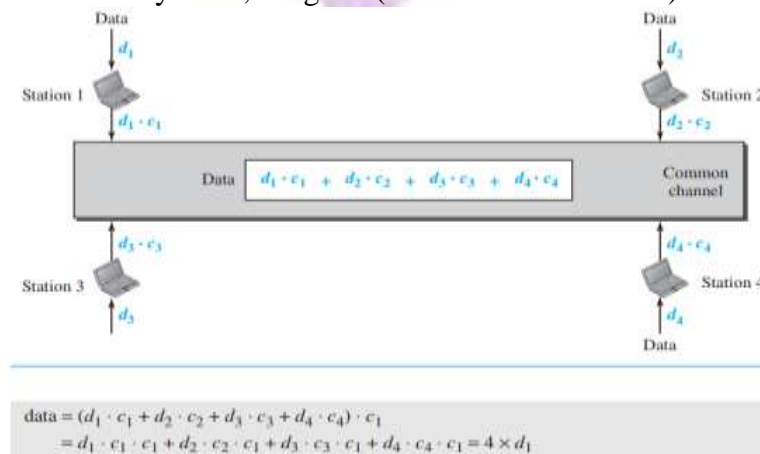 Data Data
d₁ d₂
Station 1 Station 2
d₁ · c₁ d₂ · c₂
Data d₁ · c₁ + d₂ · c₂ + d₃ · c₃ + d₄ · c₄ Common channel
d₃ · c₃ d₄ · c₄
Station 3 Station 4
d₃ d₄
Data
data = (d₁ · c₁ + d₂ · c₂ + d₃ · c₃ + d₄ · c₄) · c₁
= d₁ · c₁ · c₁ + d₂ · c₂ · c₁ + d₃ · c₃ · c₁ + d₄ · c₄ · c₁ = 4 × d₁